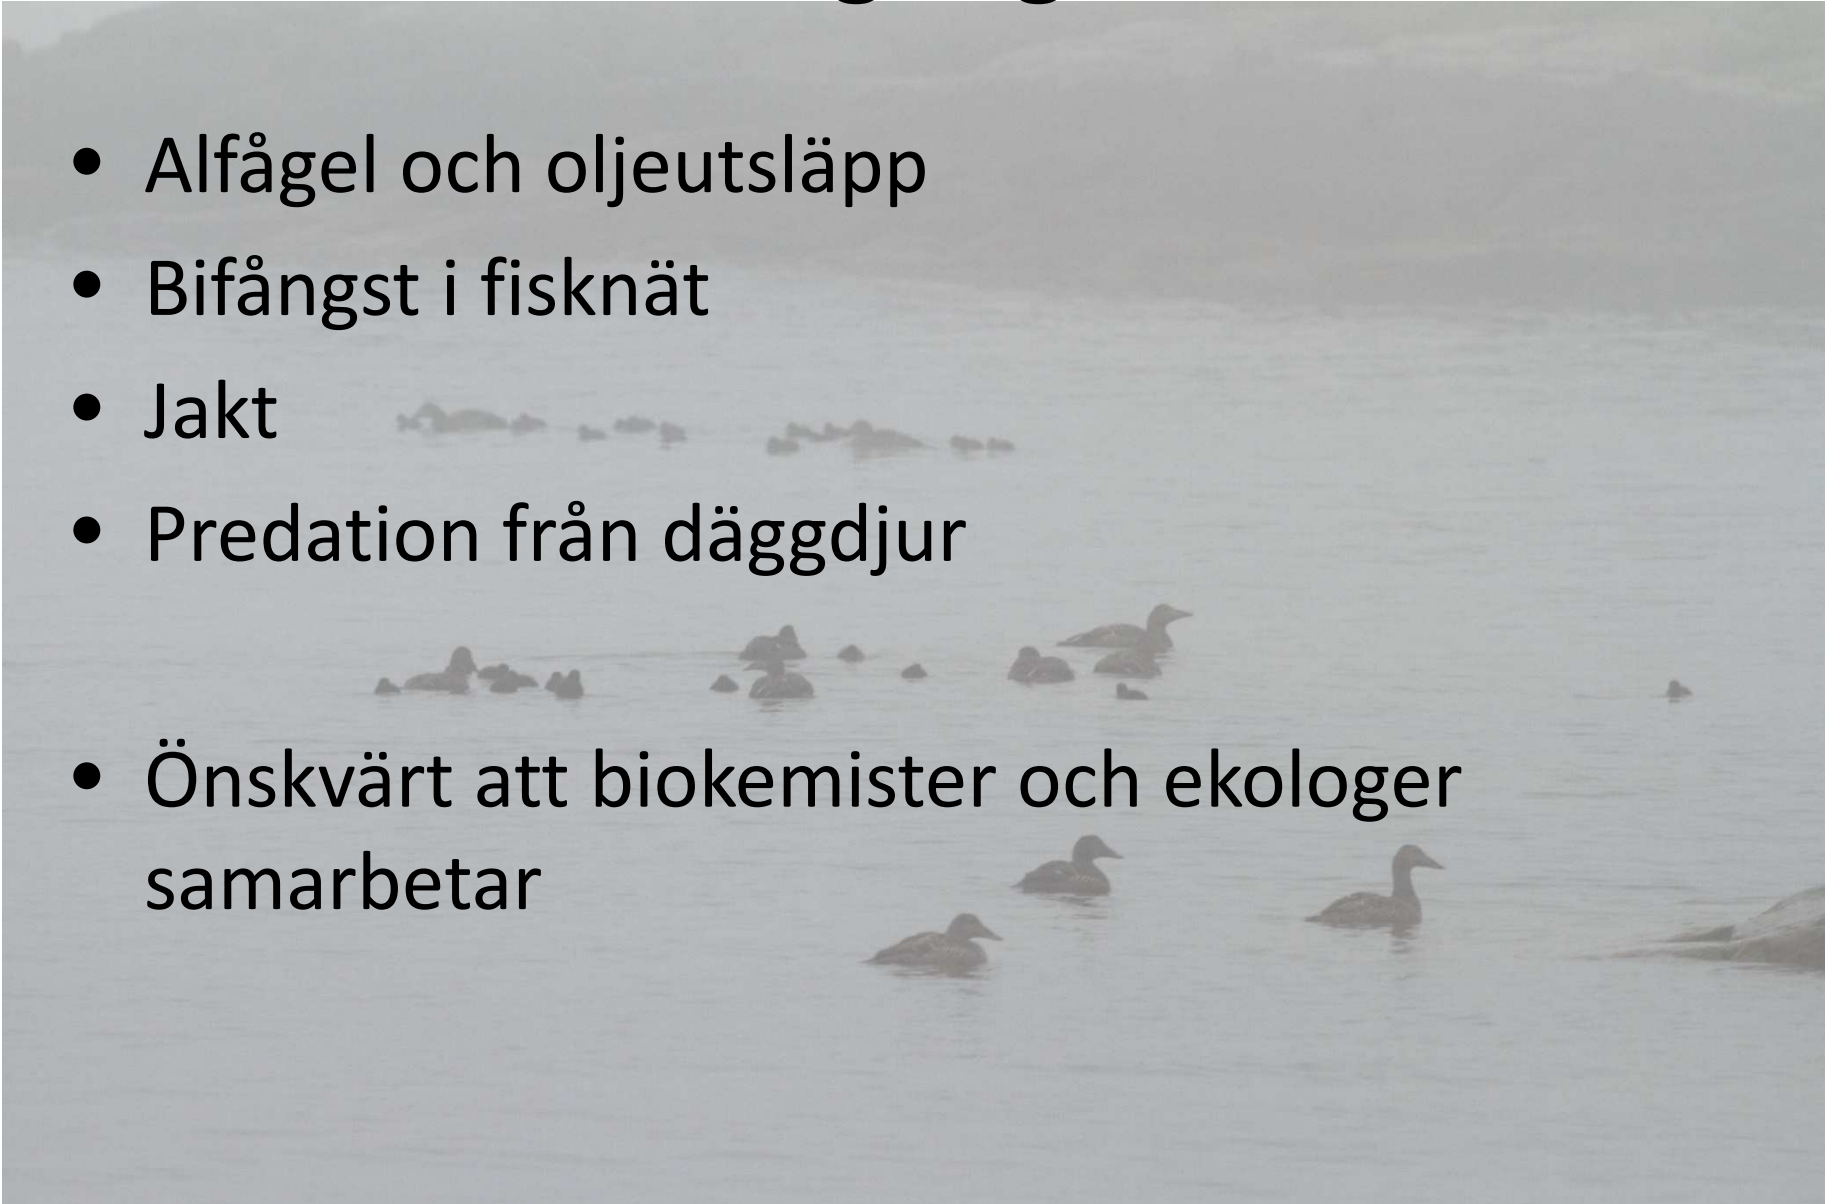 • Alfågel och oljeutsläpp
• Bifångst i fisknät
• Jakt
• Predation från däggdjur
• Önskvärt att biokemister och ekologer
samarbetar